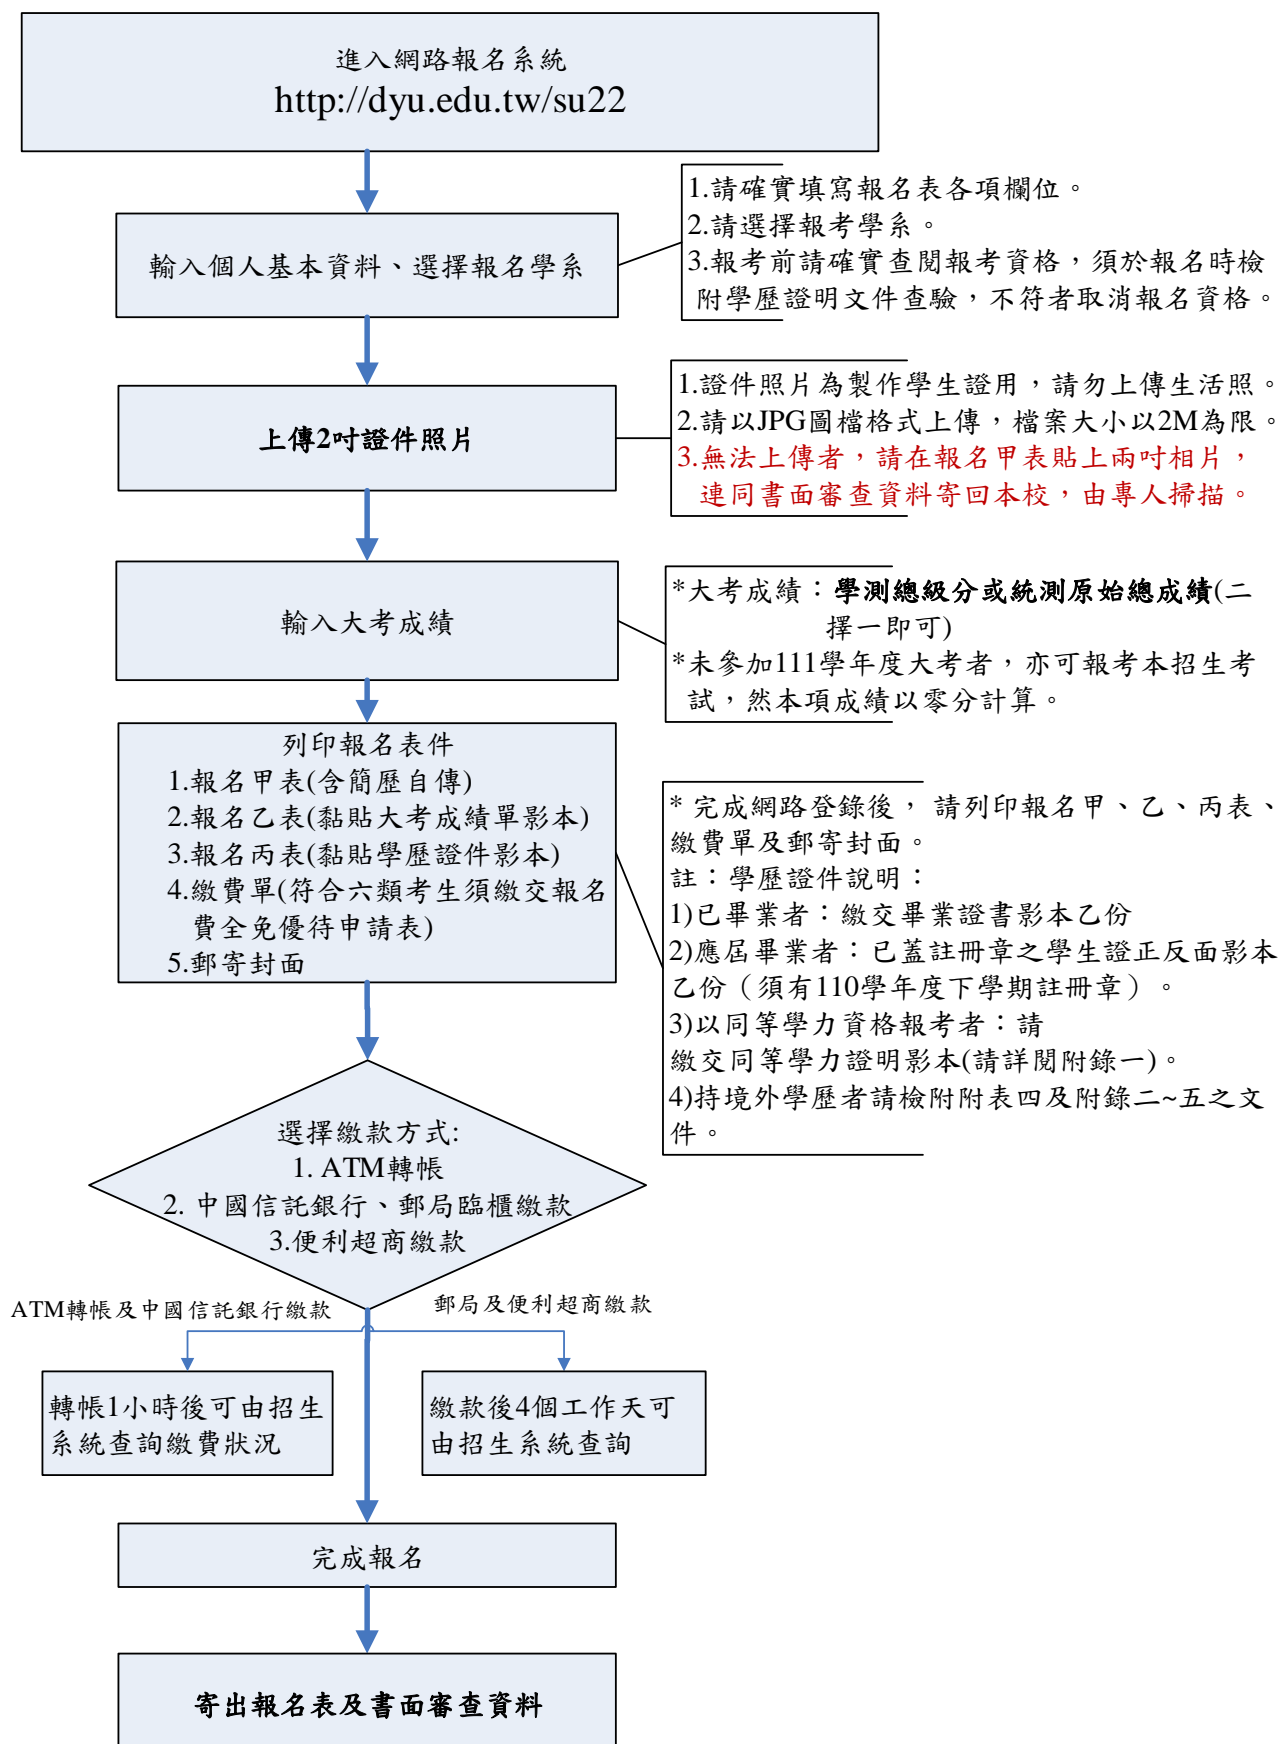 進入網路報名系統
http://dyu.edu.tw/su22
輸入個人基本資料、選擇報名學系
1.請確實填寫報名表各項欄位。
2.請選擇報考學系。
3.報考前請確實查閱報考資格，須於報名時檢
附學歷證明文件查驗，不符者取消報名資格。
上傳2吋證件照片
1.證件照片為製作學生證用，請勿上傳生活照。
2.請以JPG圖檔格式上傳，檔案大小以2M為限。
3.無法上傳者，請在報名甲表貼上兩吋相片，
連同書面審查資料寄回本校，由專人掃描。
輸入大考成績
*大考成績：學測總級分或統測原始總成績(二
擇一即可)
*未參加111學年度大考者，亦可報考本招生考
試，然本項成績以零分計算。
列印報名表件
1.報名甲表(含簡歷自傳)
2.報名乙表(黏貼大考成績單影本)
3.報名丙表(黏貼學歷證件影本)
4.繳費單(符合六類考生須繳交報名
費全免優待申請表)
5.郵寄封面
* 完成網路登錄後， 請列印報名甲、乙、丙表、
繳費單及郵寄封面。
註：學歷證件說明：
1)已畢業者：繳交畢業證書影本乙份
2)應屆畢業者：已蓋註冊章之學生證正反面影本
乙份（須有110學年度下學期註冊章）。
3)以同等學力資格報考者：請
繳交同等學力證明影本(請詳閱附錄一)。
4)持境外學歷者請檢附附表四及附錄二~五之文
件。
選擇繳款方式:
1. ATM轉帳
2. 中國信託銀行、郵局臨櫃繳款
3.便利超商繳款
ATM轉帳及中國信託銀行繳款
郵局及便利超商繳款
轉帳1小時後可由招生
系統查詢繳費狀況
繳款後4個工作天可
由招生系統查詢
完成報名
寄出報名表及書面審查資料